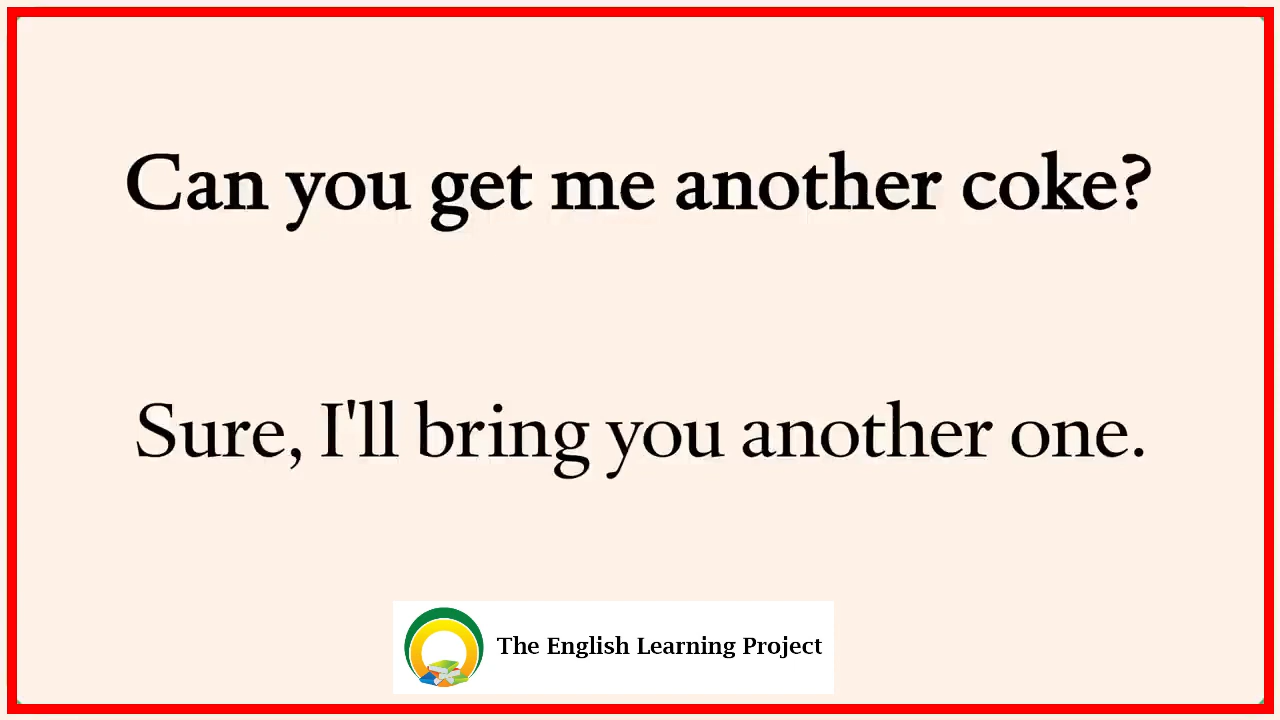 Can you get me another coke?
Sure, I'll bring you another one.
The English Learning Project